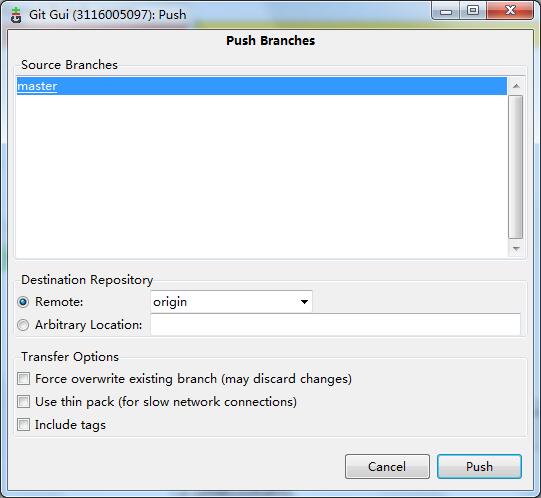 Git Gui (3116005097): Push
Push Branches
Source Branches
master
Destination Repository
Remote: origin
Arbitrary Location:
Transfer Options
Force overwrite existing branch (may discard changes)
Use thin pack (for slow network connections)
Include tags
Cancel Push